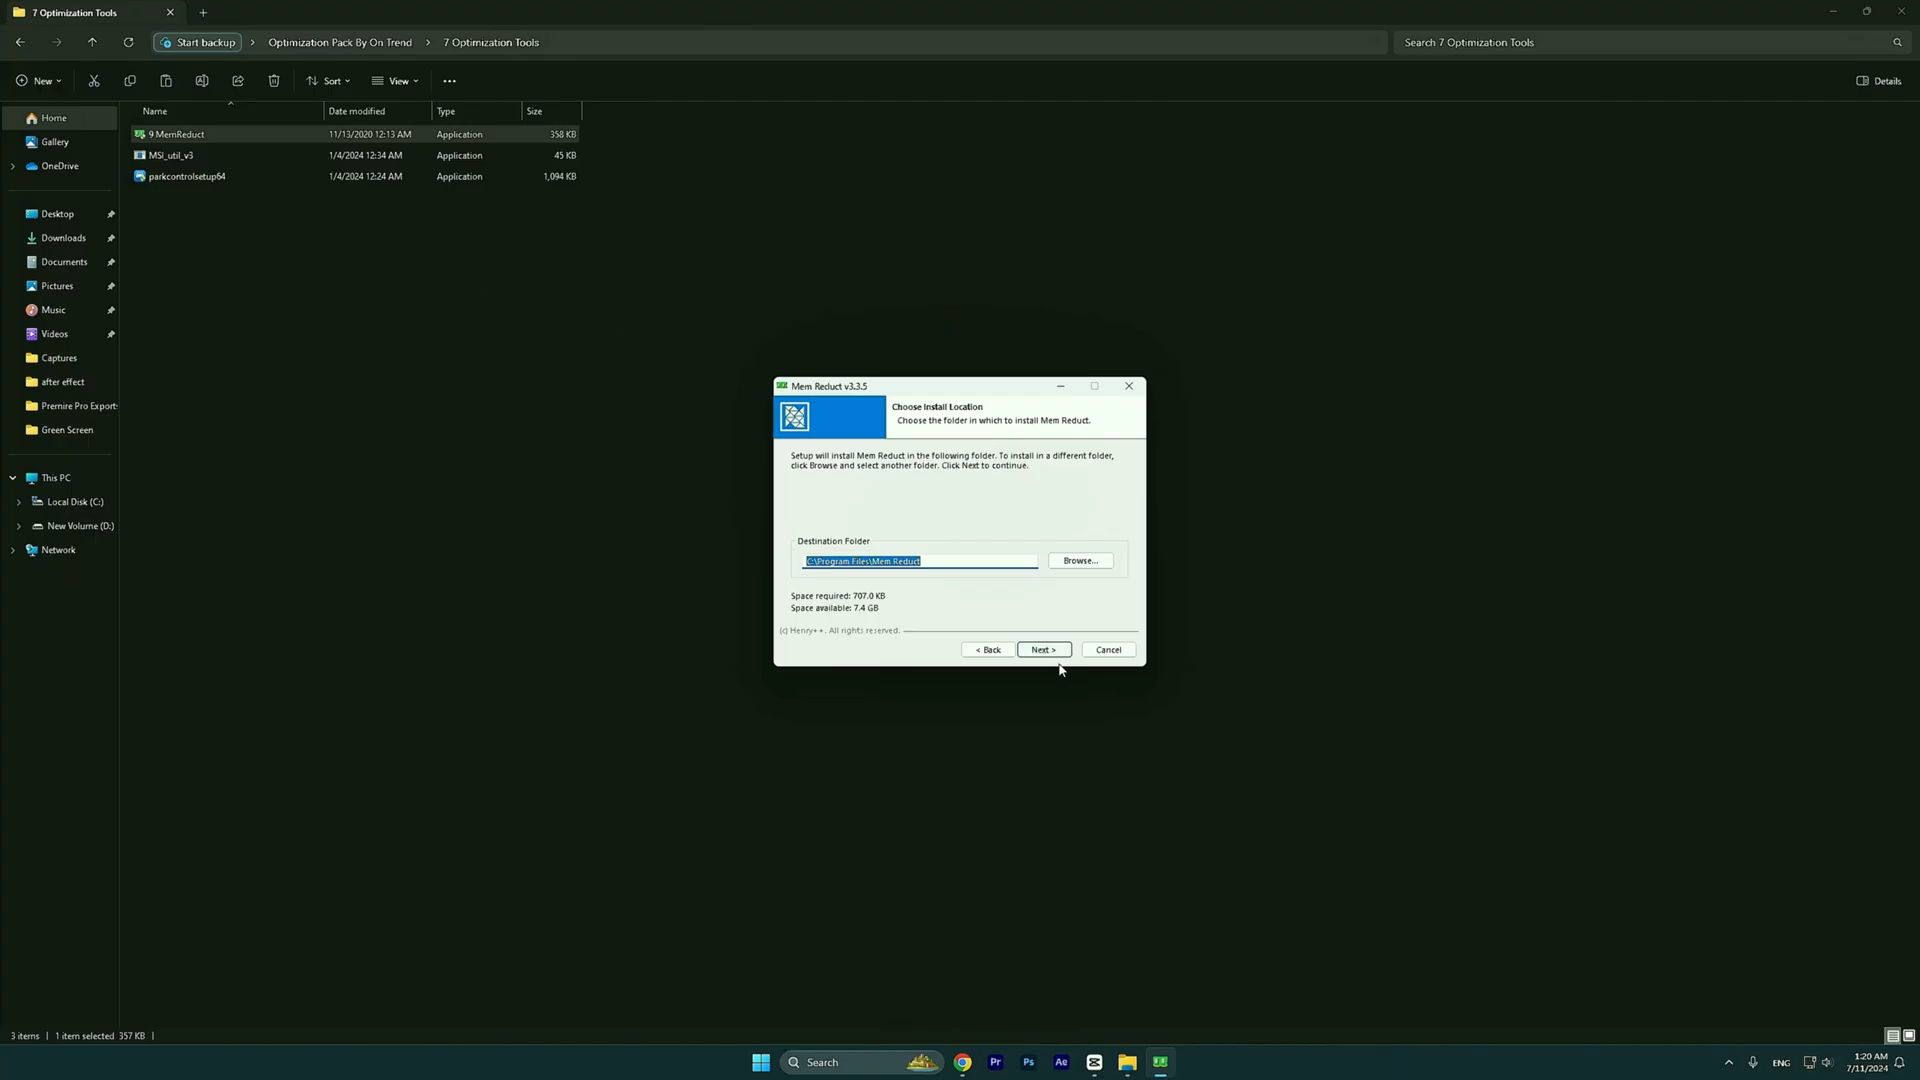 7 Optimization Tools
Start backup
Optimization Pack By On Trend
7 Optimization Tools
Search 7 Optimization Tools
New
Sort
View
Details
Name
Date modified
Type
Size
Home
Gallery
OneDrive
Desktop
Downloads
Documents
Pictures
Music
Videos
Captures
after effect
Premire Pro Exports
Green Screen
This PC
Local Disk (C:)
New Volume (D:)
Network
9 MemReduct 11/13/2020 12:13 AM Application 358 KB
MSI_util_v3 1/4/2024 12:34 AM Application 45 KB
parkcontrolsetup64 1/4/2024 12:24 AM Application 1,094 KB
Mem Reduct v3.3.5
Choose Install Location
Choose the folder in which to install Mem Reduct.
Setup will install Mem Reduct in the following folder. To install in a different folder,
click Browse and select another folder. Click Next to continue.
Destination Folder
C:\Program Files\Mem Reduct
Browse...
Space required: 707.0 KB
Space available: 7.4 GB
(c) Henry++. All rights reserved.
< Back
Next >
Cancel
3 items
1 item selected 357 KB
Search
Pr
Ps
Ae
ENG
1:20 AM
7/11/2024